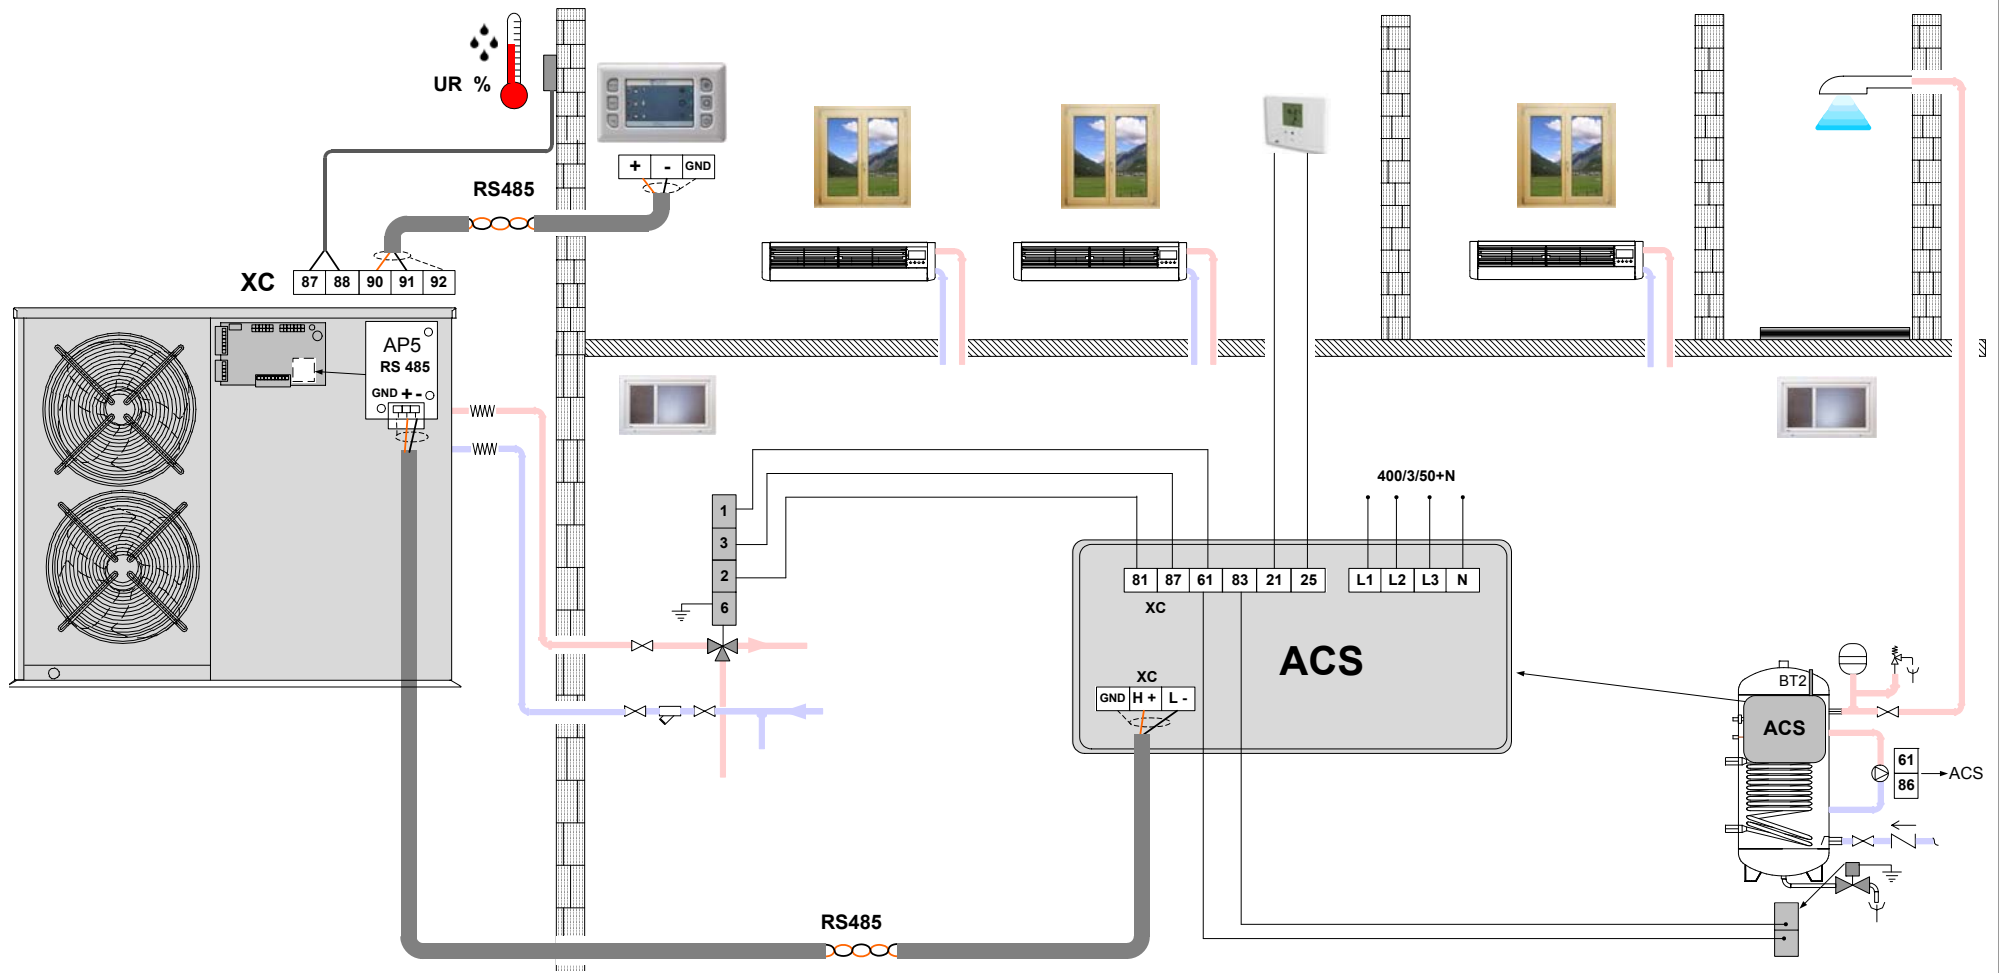 UR %
+ - GND
RS485
XC 87 88 90 91 92
AP5
RS 485
GND + -
400/3/50+N
1
3
2
6
81 87 61 83 21 25
L1 L2 L3 N
XC
ACS
XC
GND H + L -
BT2
ACS
61
86
ACS
RS485